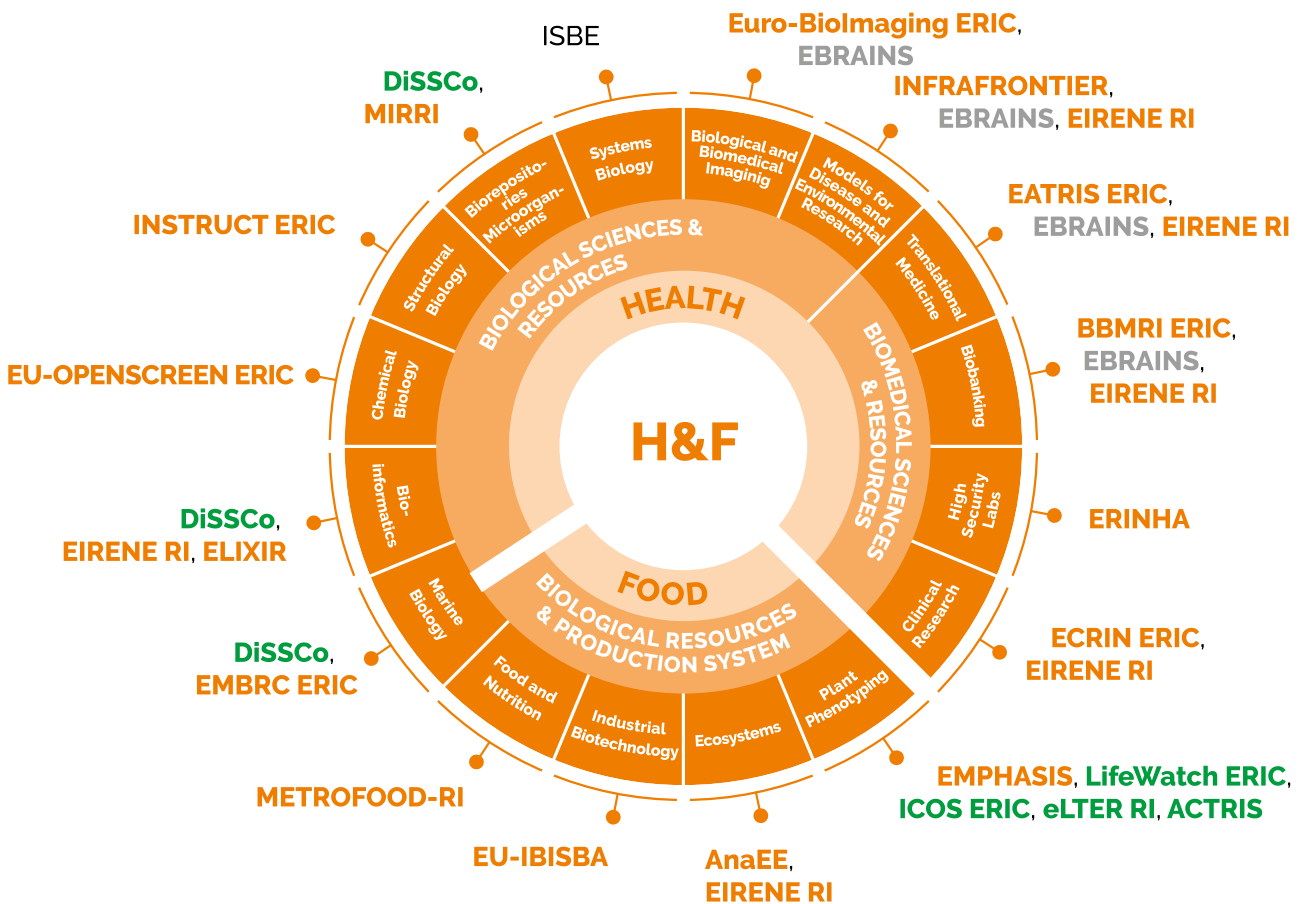 ISBE
Euro-BioImaging ERIC,
EBRAINS
DiSSCo,
MIRRI
INFRAFRONTIER,
EBRAINS, EIRENE RI
INSTRUCT ERIC
EATRIS ERIC,
EBRAINS, EIRENE RI
EU-OPENSCREEN ERIC
BBMRI ERIC,
EBRAINS,
EIRENE RI
DiSSCo,
EIRENE RI, ELIXIR
ERINHA
DiSSCo,
EMBRC ERIC
ECRIN ERIC,
EIRENE RI
METROFOOD-RI
EMPHASIS, LifeWatch ERIC,
ICOS ERIC, eLTER RI, ACTRIS
EU-IBISBA
AnaEE,
EIRENE RI
Systems
Biology
Biological and
Biomedical
Imaginig
Models for
Disease and
Environmental
Research
Translational
Medicine
Biobanking
High
Security
Labs
Clinical
Research
Plant
Phenotyping
Ecosystems
Industrial
Biotechnology
Food and
Nutrition
Marine
Biology
Bio-
informatics
Chemical
Biology
Structural
Biology
Bioreposito-
ries
Microorgan-
isms
BIOLOGICAL SCIENCES &
RESOURCES
HEALTH
BIOMEDICAL SCIENCES
& RESOURCES
H&F
FOOD
BIOLOGICAL RESOURCES
& PRODUCTION SYSTEM